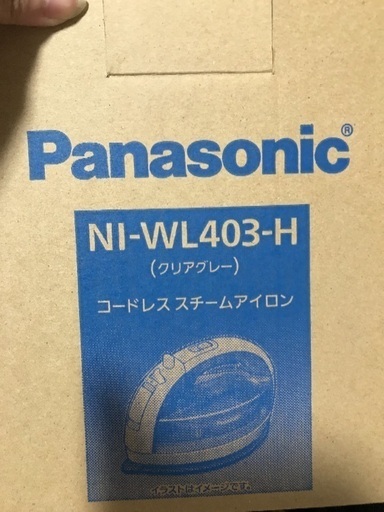 Panasonic®
NI-WL403-H
(クリアグレー)
コードレス スチームアイロン
イラストはイメージです。